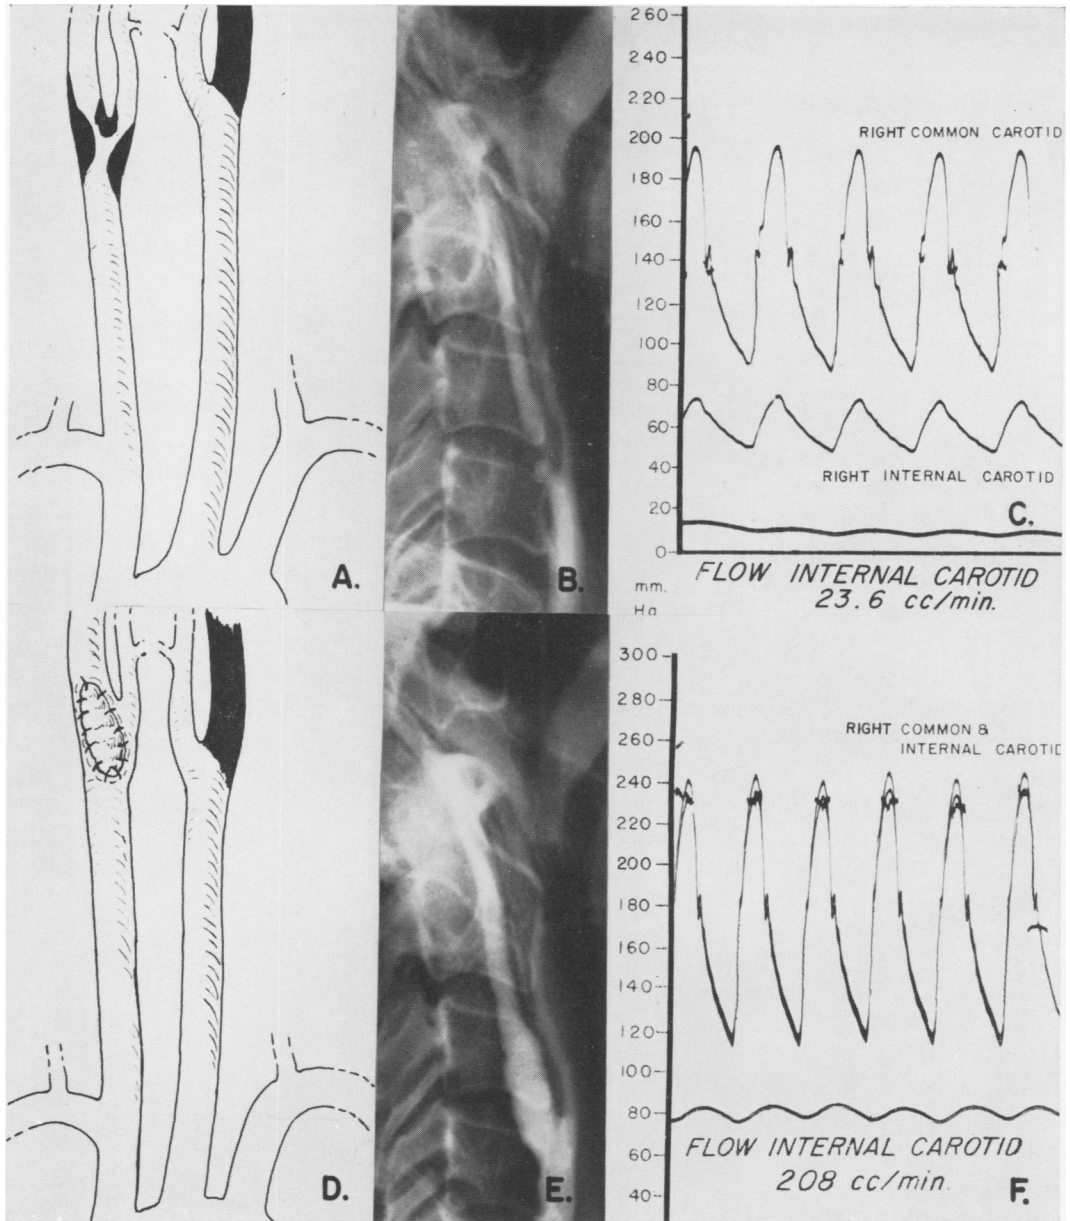 A.
B.
260
240
220
200
180
160
140
120
100
80
60
40
20
0
mm.
Hg
RIGHT COMMON CAROTID
RIGHT INTERNAL CAROTID
C.
FLOW INTERNAL CAROTID
23.6 cc/min.
D.
E.
300
280
260
240
220
200
180
160
140
120
100
80
60
40
RIGHT COMMON &
INTERNAL CAROTID
FLOW INTERNAL CAROTID
208 cc/min.
F.